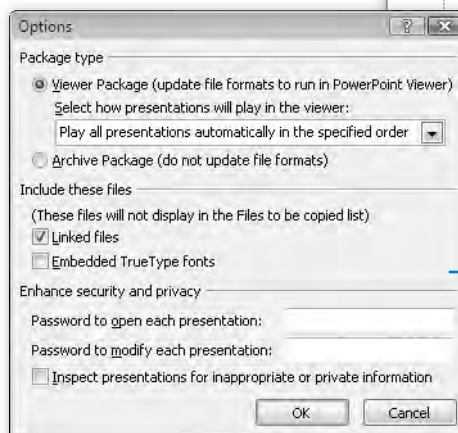 Options
Package type
Viewer Package (update file formats to run in PowerPoint Viewer)
Select how presentations will play in the viewer:
Play all presentations automatically in the specified order
Archive Package (do not update file formats)
Include these files
(These files will not display in the Files to be copied list)
Linked files
Embedded TrueType fonts
Enhance security and privacy
Password to open each presentation:
Password to modify each presentation:
Inspect presentations for inappropriate or private information
OK Cancel